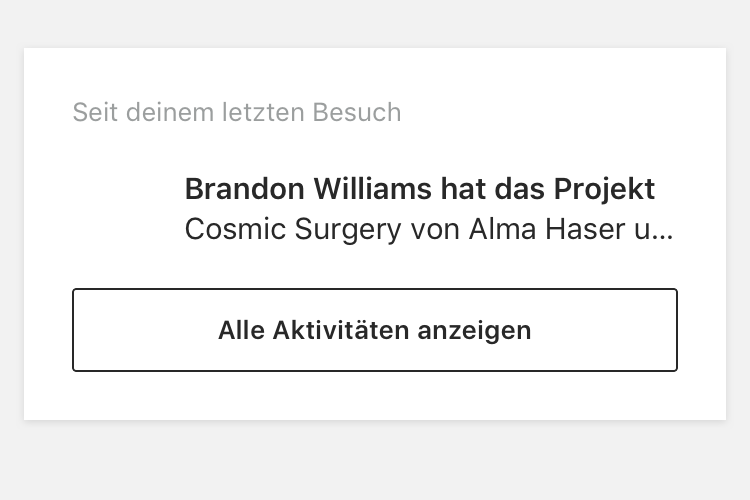 Seit deinem letzten Besuch
Brandon Williams hat das Projekt
Cosmic Surgery von Alma Haser u...
Alle Aktivitäten anzeigen